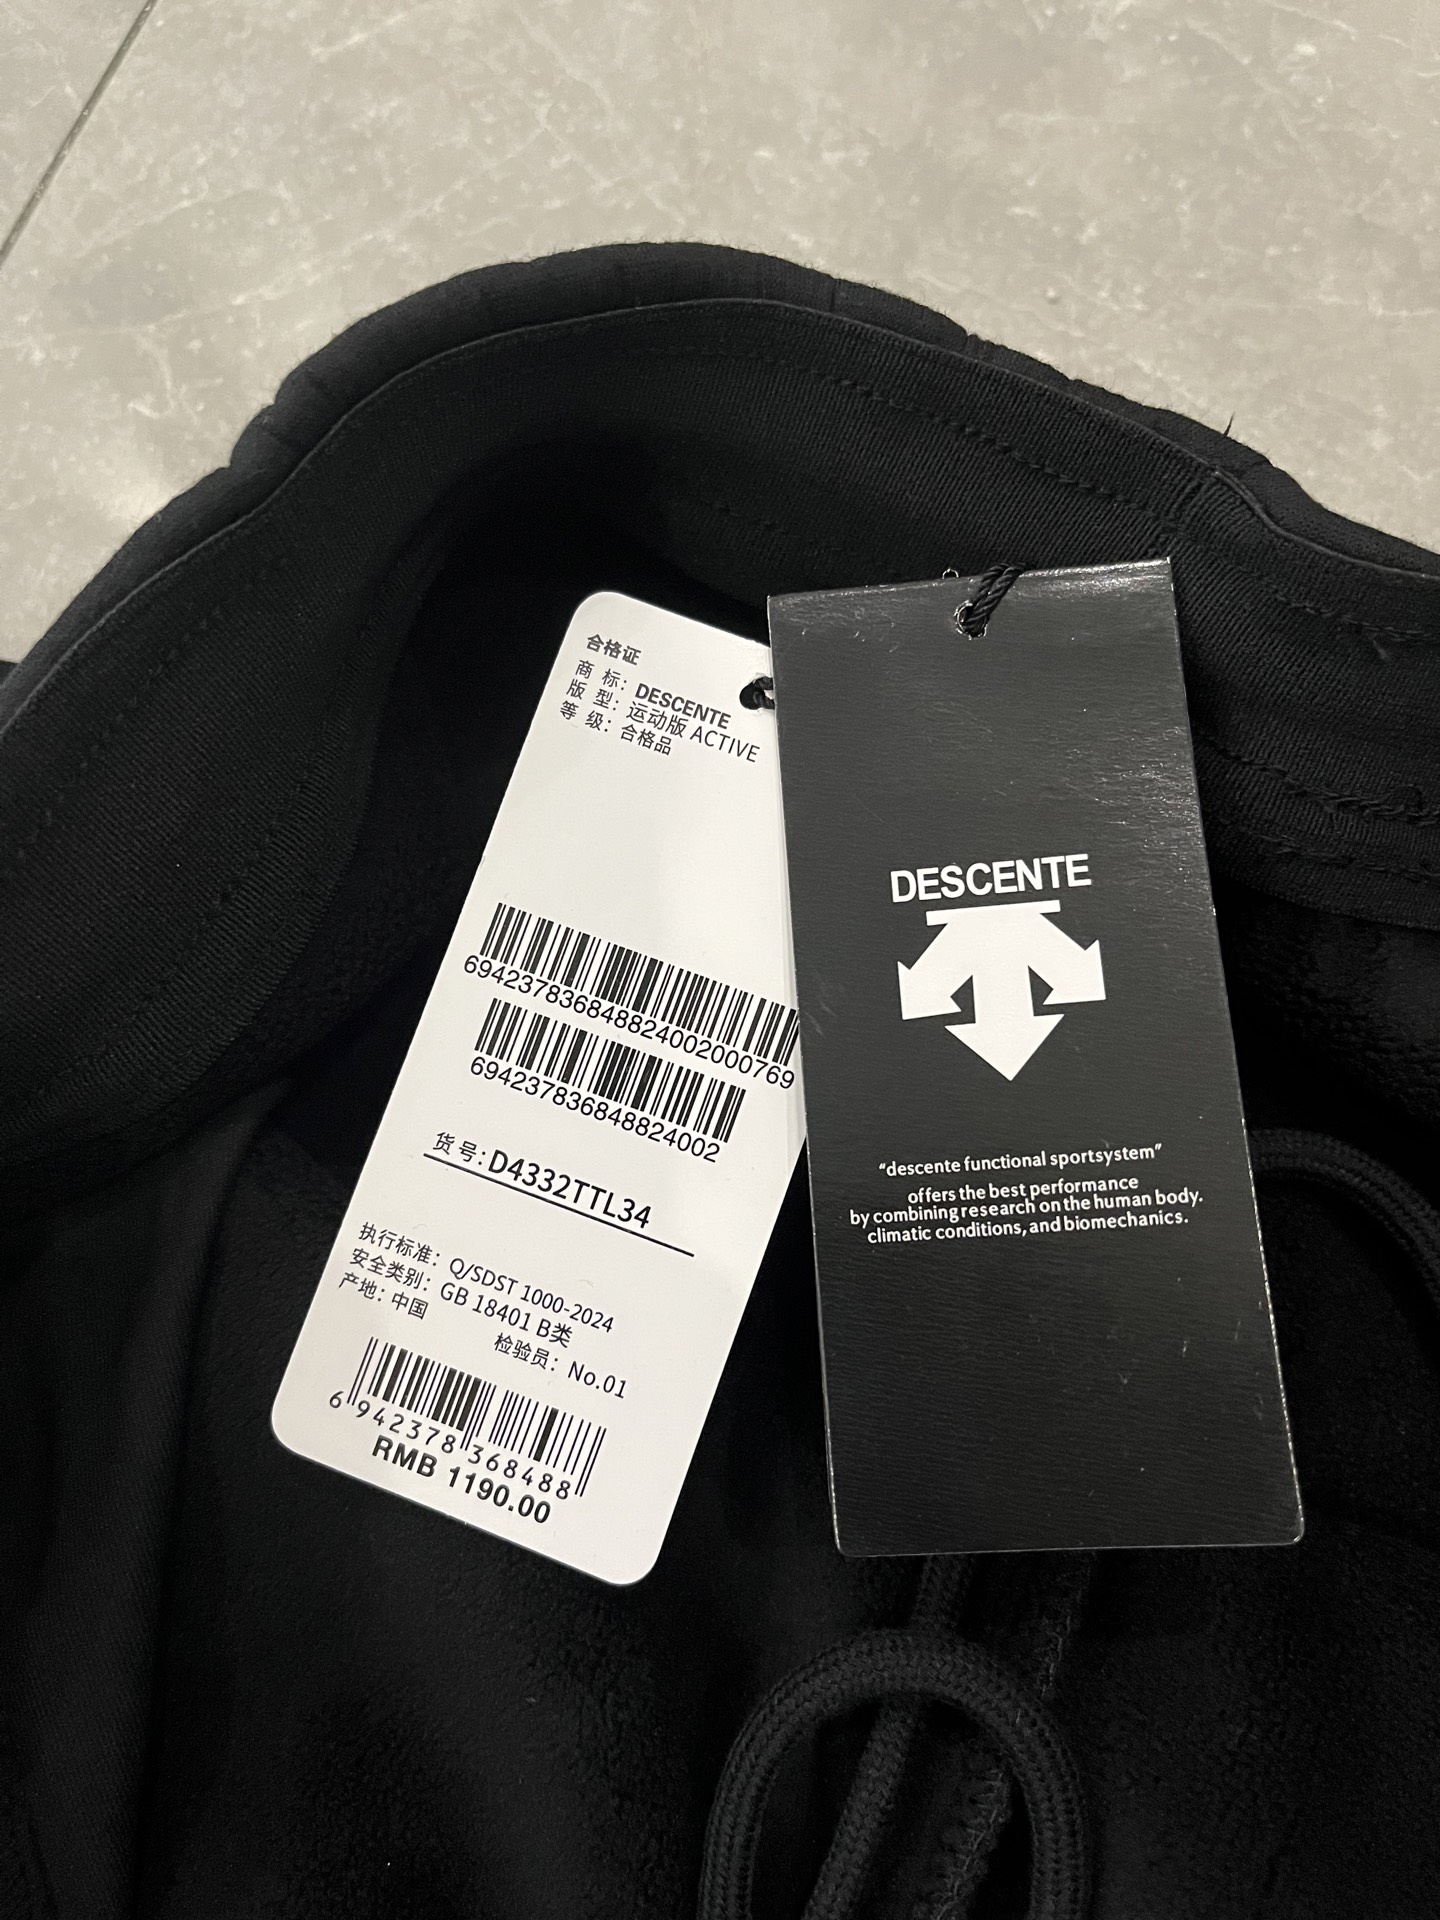 合格证
商 标: DESCENTE
版 型: 运动版 ACTIVE
等 级: 合格品
69423783684882400200​0769
694237836848824002
货号: D4332TTL34
执行标准: Q/SDST 1000-2024
安全类别: GB 18401 B类
产地: 中国
检验员: No.01
6 942378 368488
RMB 1190.00
DESCENTE
“descente functional sportsystem”
offers the best performance
by combining research on the human body.
climatic conditions, and biomechanics.